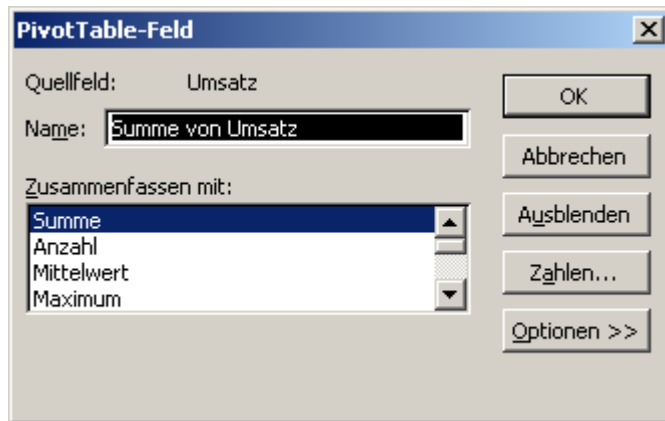 PivotTable-Feld
Quellfeld: Umsatz
Name: Summe von Umsatz
Zusammenfassen mit:
Summe
Anzahl
Mittelwert
Maximum
OK
Abbrechen
Ausblenden
Zahlen...
Optionen >>